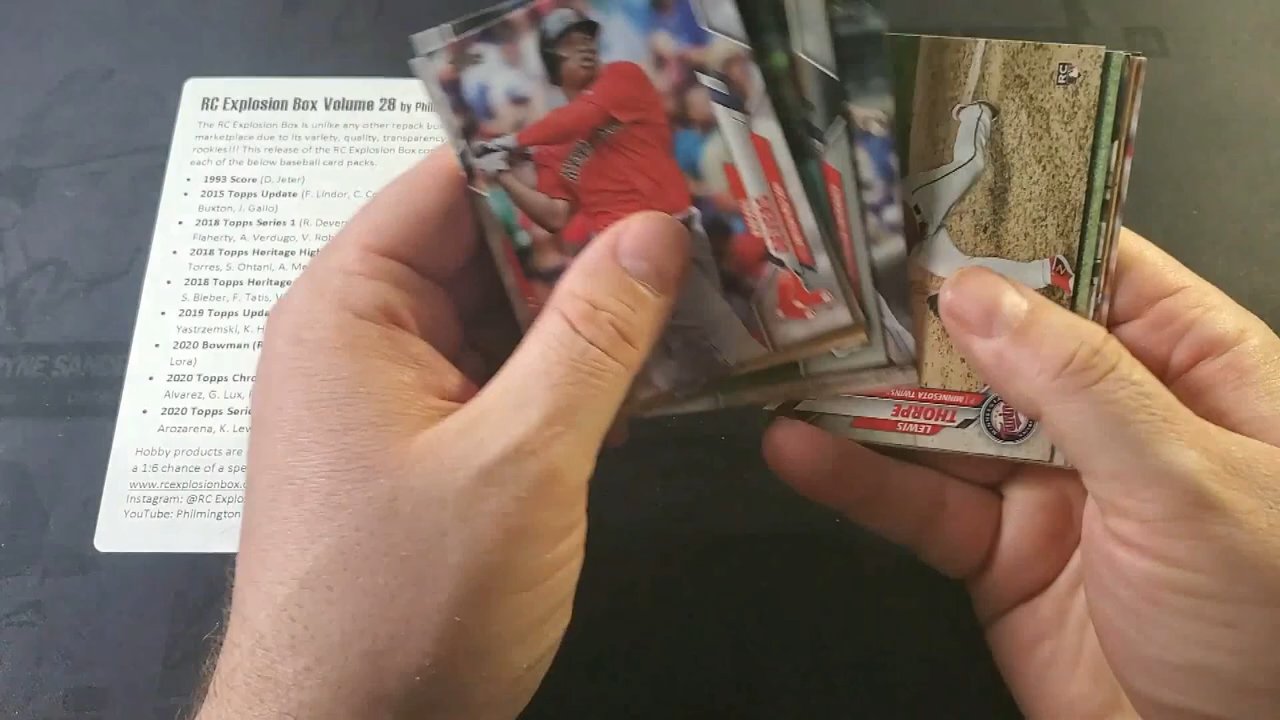 RC Explosion Box Volume 28 by Phil
The RC Explosion Box is unlike any other repack bo
marketplace due to its variety, quality, transparency
rookies!!! This release of the RC Explosion Box co
each of the below baseball card packs.
1993 Score (D. Jeter)
2015 Topps Update (F. Lindor, C. C
Buxton, J. Gallo)
2018 Topps Series 1 (R. Dever
Flaherty, A. Verdugo, V. Rob
2018 Topps Heritage High
Torres, S. Ohtani, A. Me
2018 Topps Heritage
S. Bieber, F. Tatis, V
2019 Topps Upda
Yastrzemski, K. H
2020 Bowman (R
Lora)
2020 Topps Chro
Alvarez, G. Lux,
2020 Topps Serie
Arozarena, K. Lew
Hobby products are
a 1:6 chance of a spe
www.rcexplosionbox.c
Instagram: @RC Explo
YouTube: Philmington
RC
LEWIS
THORPE
MINNESOTA TWINS